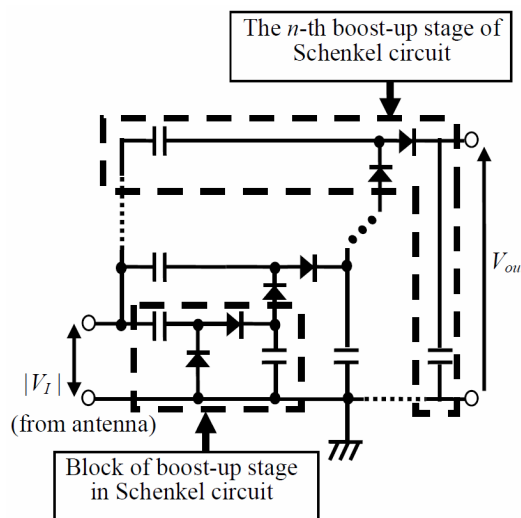 The n-th boost-up stage of
Schenkel circuit
V_ou
|V_I|
(from antenna)
Block of boost-up stage
in Schenkel circuit